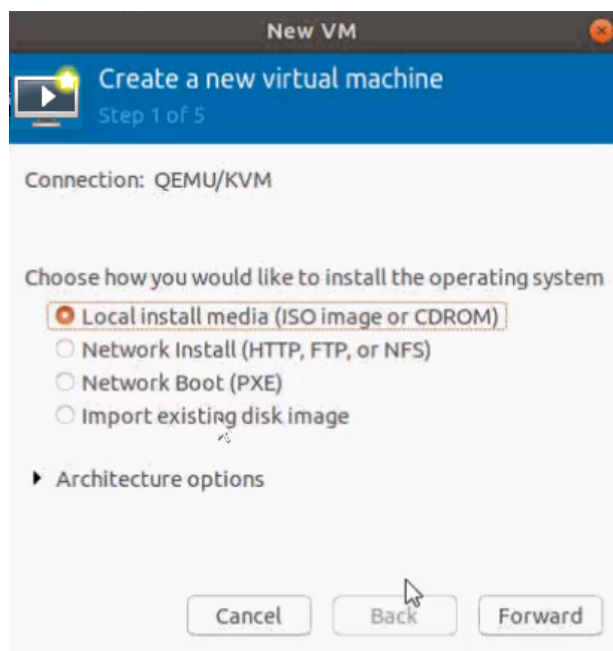 New VM
Create a new virtual machine
Step 1 of 5
Connection: QEMU/KVM
Choose how you would like to install the operating system
Local install media (ISO image or CDROM)
Network Install (HTTP, FTP, or NFS)
Network Boot (PXE)
Import existing disk image
Architecture options
Cancel Back Forward